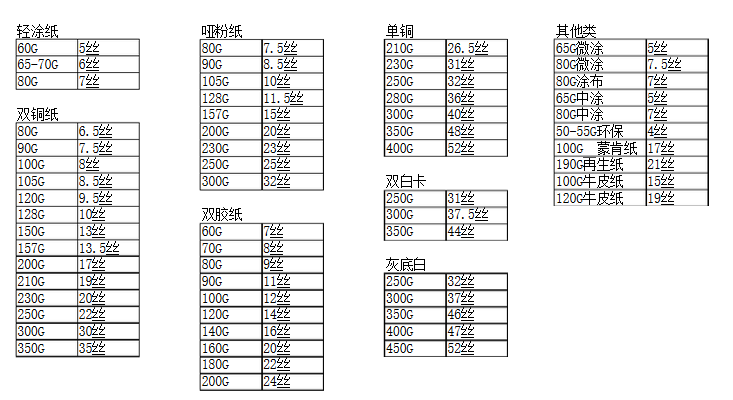 轻涂纸
60G 5丝
65-70G 6丝
80G 7丝
双铜纸
80G 6.5丝
90G 7.5丝
100G 8丝
105G 8.5丝
120G 9.5丝
128G 10丝
150G 13丝
157G 13.5丝
200G 17丝
210G 19丝
230G 20丝
250G 22丝
300G 30丝
350G 35丝
哑粉纸
80G 7.5丝
90G 8.5丝
105G 10丝
128G 11.5丝
157G 15丝
200G 20丝
230G 23丝
250G 25丝
300G 32丝
双胶纸
60G 7丝
70G 8丝
80G 9丝
90G 11丝
100G 12丝
120G 14丝
140G 16丝
160G 20丝
180G 22丝
200G 24丝
单铜
210G 26.5丝
230G 31丝
250G 32丝
280G 36丝
300G 40丝
350G 48丝
400G 52丝
双白卡
250G 31丝
300G 37.5丝
350G 44丝
灰底白
250G 32丝
300G 37丝
350G 46丝
400G 47丝
450G 52丝
其他类
65G微涂 5丝
80G微涂 7.5丝
80G涂布 7丝
65G中涂 5丝
80G中涂 7丝
50-55G环保 4丝
100G 蒙肯纸 17丝
190G再生纸 21丝
100G牛皮纸 15丝
120G牛皮纸 19丝